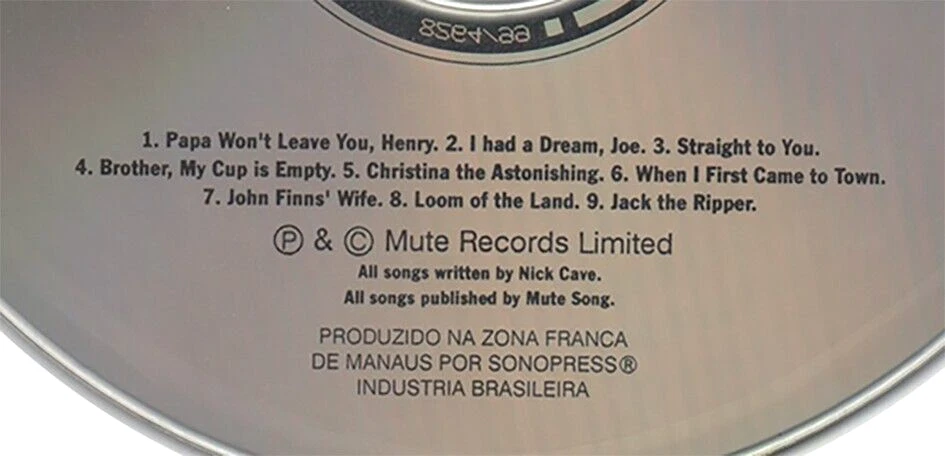 1. Papa Won't Leave You, Henry. 2. I had a Dream, Joe. 3. Straight to You.
4. Brother, My Cup is Empty. 5. Christina the Astonishing. 6. When I First Came to Town.
7. John Finns' Wife. 8. Loom of the Land. 9. Jack the Ripper.
℗ & © Mute Records Limited
All songs written by Nick Cave.
All songs published by Mute Song.
PRODUZIDO NA ZONA FRANCA
DE MANAUS POR SONOPRESS®
INDUSTRIA BRASILEIRA